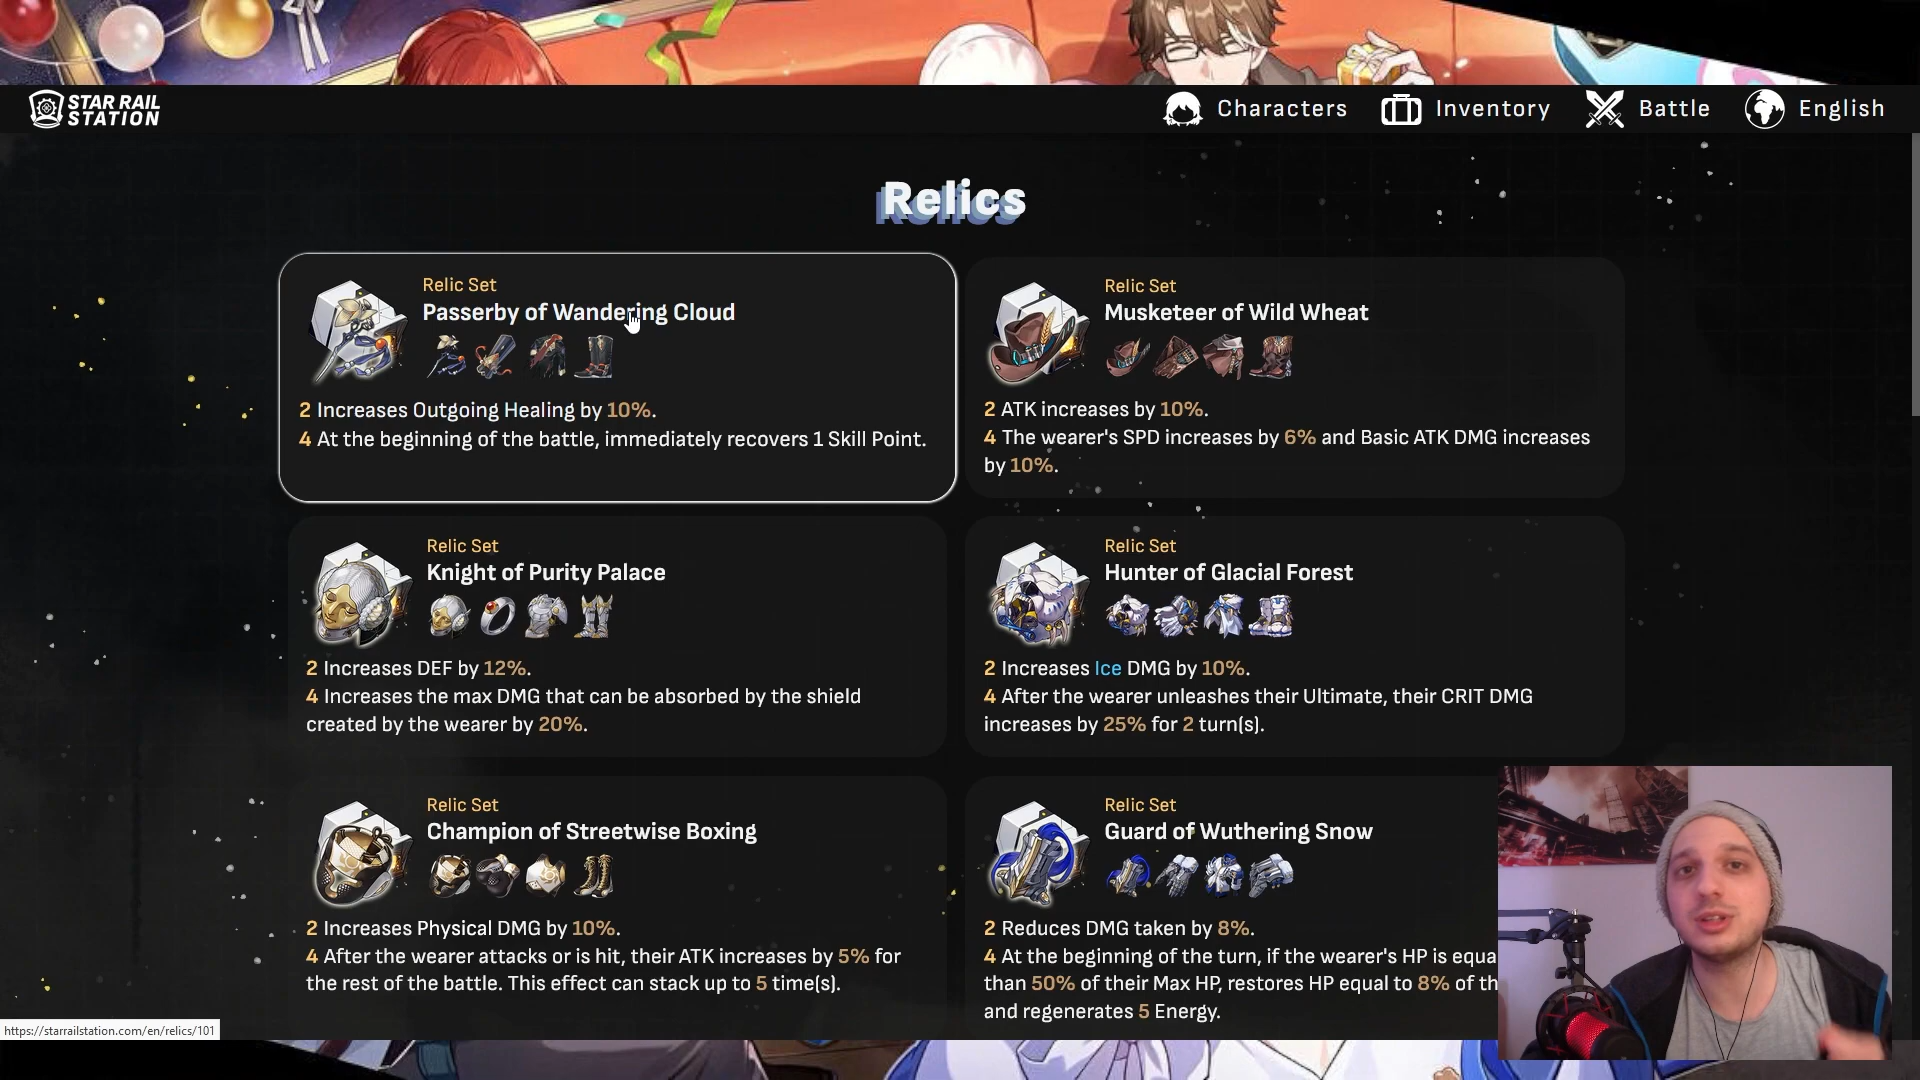 STAR RAIL
STATION
Characters
Inventory
Battle
English
Relics
Relic Set
Passerby of Wandering Cloud
2 Increases Outgoing Healing by 10%.
4 At the beginning of the battle, immediately recovers 1 Skill Point.
Relic Set
Musketeer of Wild Wheat
2 ATK increases by 10%.
4 The wearer's SPD increases by 6% and Basic ATK DMG increases
by 10%.
Relic Set
Knight of Purity Palace
2 Increases DEF by 12%.
4 Increases the max DMG that can be absorbed by the shield
created by the wearer by 20%.
Relic Set
Hunter of Glacial Forest
2 Increases Ice DMG by 10%.
4 After the wearer unleashes their Ultimate, their CRIT DMG
increases by 25% for 2 turn(s).
Relic Set
Champion of Streetwise Boxing
2 Increases Physical DMG by 10%.
4 After the wearer attacks or is hit, their ATK increases by 5% for
the rest of the battle. This effect can stack up to 5 time(s).
Relic Set
Guard of Wuthering Snow
2 Reduces DMG taken by 8%.
4 At the beginning of the turn, if the wearer's HP is equa
than 50% of their Max HP, restores HP equal to 8% of th
and regenerates 5 Energy.
https://starrailstation.com/en/relics/101